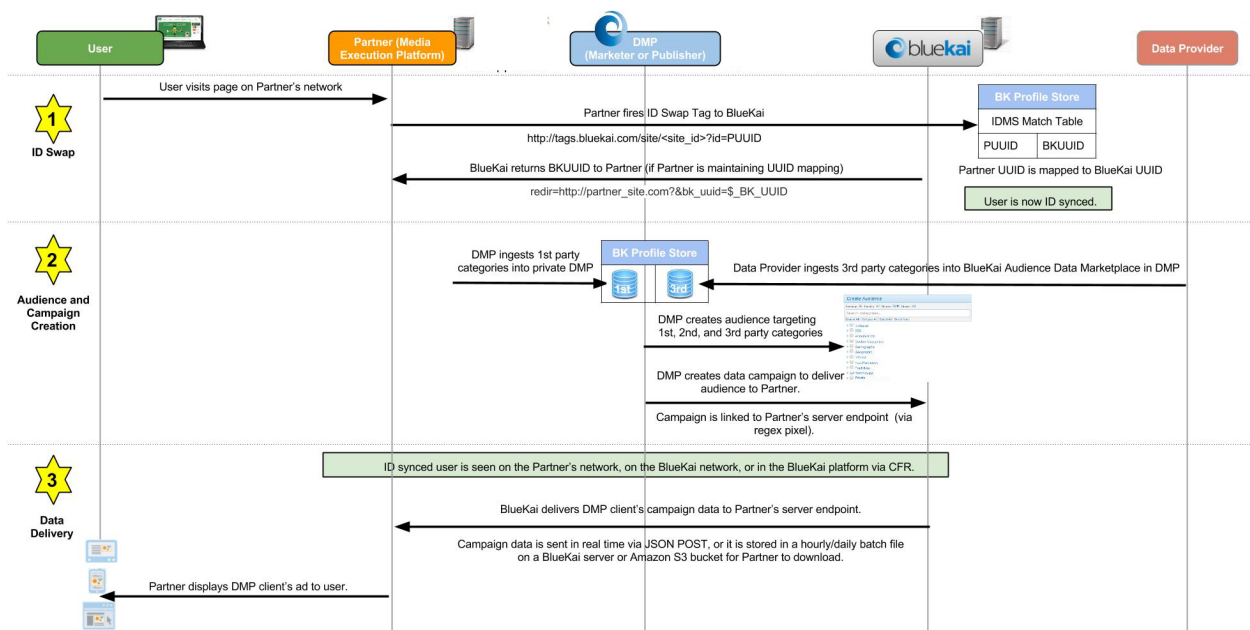 User
Partner (Media
Execution Platform)
DMP
(Marketer or Publisher)
bluekai
Data Provider
1
ID Swap
User visits page on Partner's network
Partner fires ID Swap Tag to BlueKai
http://tags.bluekai.com/site/<site_id>?id=PUUID
BK Profile Store
IDMS Match Table
PUUID
BKUUID
BlueKai returns BKUUID to Partner (if Partner is maintaining UUID mapping)
redir=http://partner_site.com?&bk_uuid=$_BK_UUID
Partner UUID is mapped to BlueKai UUID
User is now ID synced.
2
Audience and
Campaign
Creation
DMP ingests 1st party
categories into private DMP
BK Profile Store
1st
3rd
Data Provider ingests 3rd party categories into BlueKai Audience Data Marketplace in DMP
DMP creates audience targeting
1st, 2nd, and 3rd party categories
Create Audience
DMP creates data campaign to deliver
audience to Partner.
Campaign is linked to Partner's server endpoint (via
regex pixel).
3
Data
Delivery
ID synced user is seen on the Partner's network, on the BlueKai network, or in the BlueKai platform via CFR.
BlueKai delivers DMP client's campaign data to Partner's server endpoint.
Campaign data is sent in real time via JSON POST, or it is stored in a hourly/daily batch file
on a BlueKai server or Amazon S3 bucket for Partner to download.
Partner displays DMP client's ad to user.